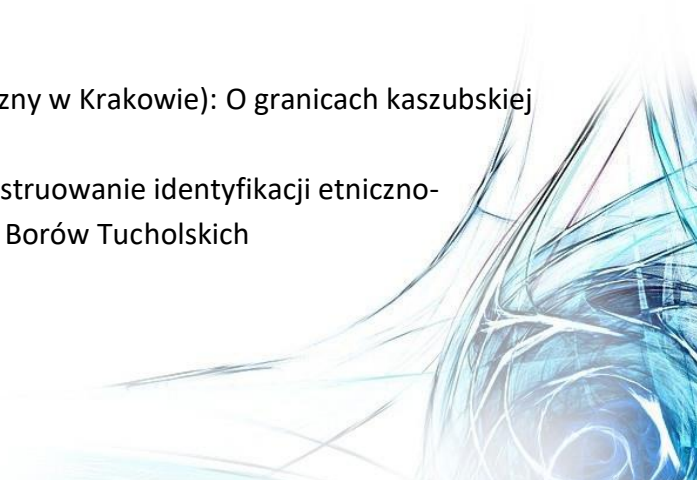 zny w Krakowie): O granicach kaszubskiej
struowanie identyfikacji etniczno-
Borów Tucholskich